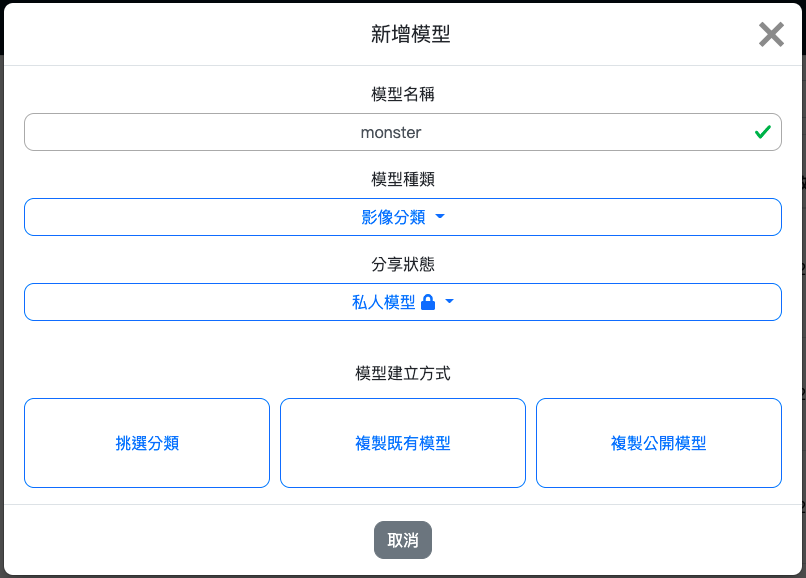 新增模型
模型名稱
monster
模型種類
影像分類
分享狀態
私人模型
模型建立方式
挑選分類 複製既有模型 複製公開模型
取消